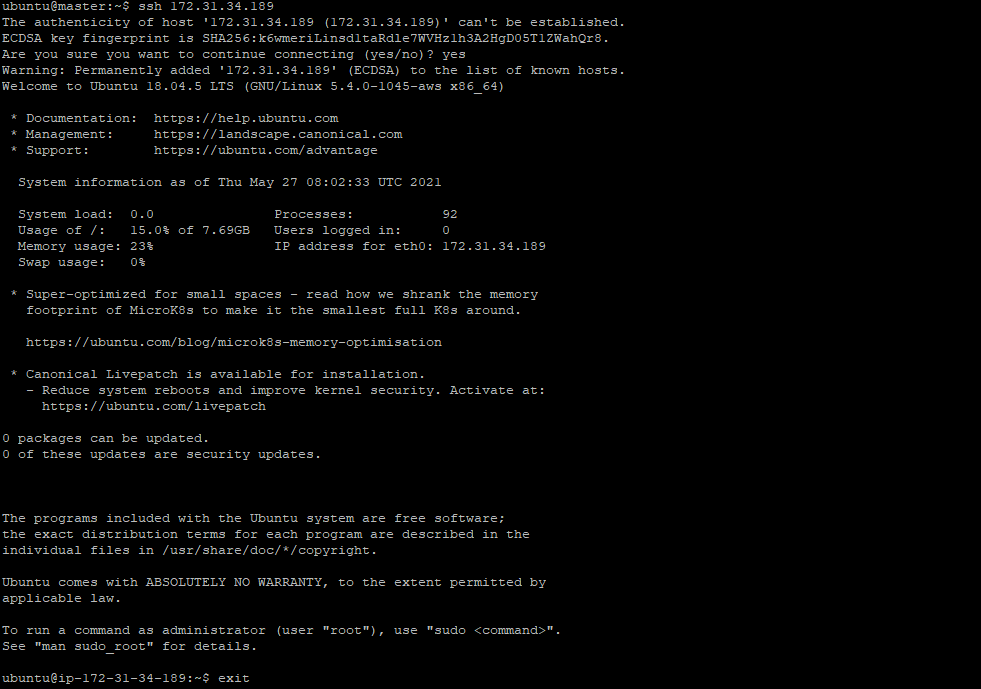 ubuntu@master:~$ ssh 172.31.34.189
The authenticity of host '172.31.34.189 (172.31.34.189)' can't be established.
ECDSA key fingerprint is SHA256:k6wmeriLinsd1taRdle7WVHz1h3A2HgD05T1ZWahQr8.
Are you sure you want to continue connecting (yes/no)? yes
Warning: Permanently added '172.31.34.189' (ECDSA) to the list of known hosts.
Welcome to Ubuntu 18.04.5 LTS (GNU/Linux 5.4.0-1045-aws x86_64)
* Documentation:  https://help.ubuntu.com
* Management:     https://landscape.canonical.com
* Support:        https://ubuntu.com/advantage
System information as of Thu May 27 08:02:33 UTC 2021
System load:  0.0               Processes:           92
Usage of /:   15.0% of 7.69GB   Users logged in:     0
Memory usage: 23%               IP address for eth0: 172.31.34.189
Swap usage:   0%
* Super-optimized for small spaces - read how we shrank the memory
footprint of MicroK8s to make it the smallest full K8s around.
https://ubuntu.com/blog/microk8s-memory-optimisation
* Canonical Livepatch is available for installation.
- Reduce system reboots and improve kernel security. Activate at:
https://ubuntu.com/livepatch
0 packages can be updated.
0 of these updates are security updates.
The programs included with the Ubuntu system are free software;
the exact distribution terms for each program are described in the
individual files in /usr/share/doc/*/copyright.
Ubuntu comes with ABSOLUTELY NO WARRANTY, to the extent permitted by
applicable law.
To run a command as administrator (user "root"), use "sudo <command>".
See "man sudo_root" for details.
ubuntu@ip-172-31-34-189:~$ exit